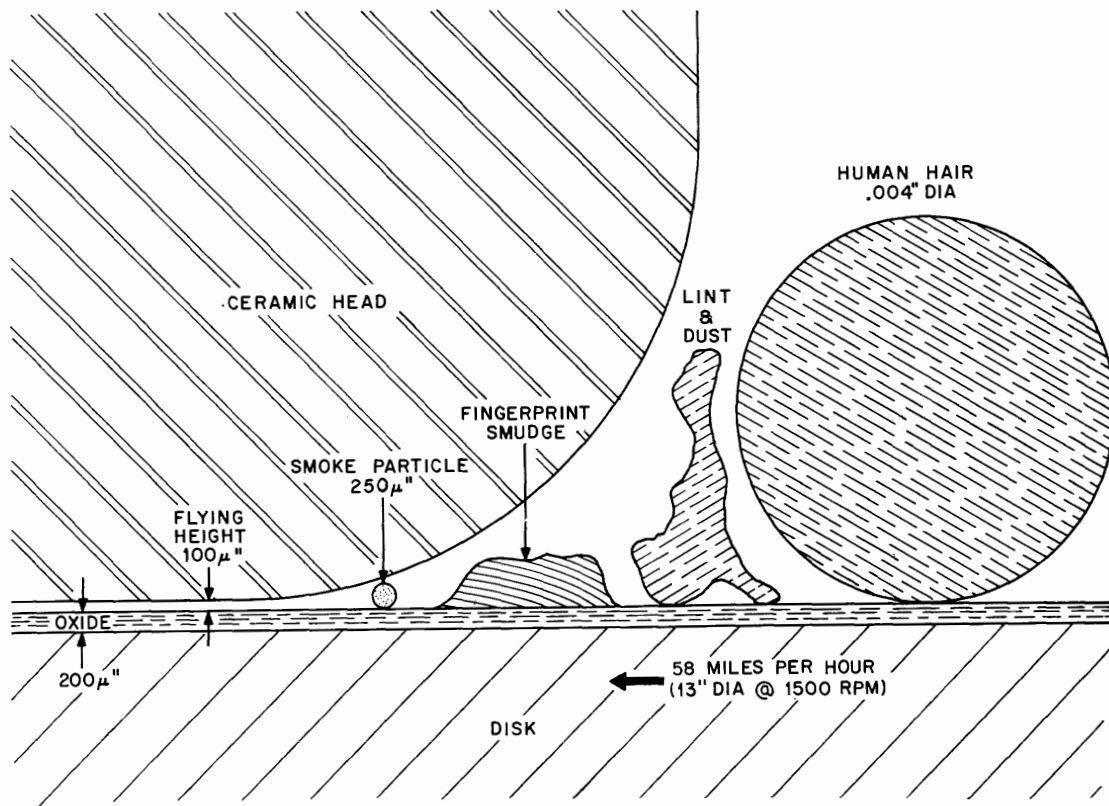 HUMAN HAIR
.004" DIA
CERAMIC HEAD
LINT
&
DUST
FINGERPRINT
SMUDGE
SMOKE PARTICLE
250µ"
FLYING
HEIGHT
100µ"
OXIDE
200µ"
58 MILES PER HOUR
(13" DIA @ 1500 RPM)
DISK